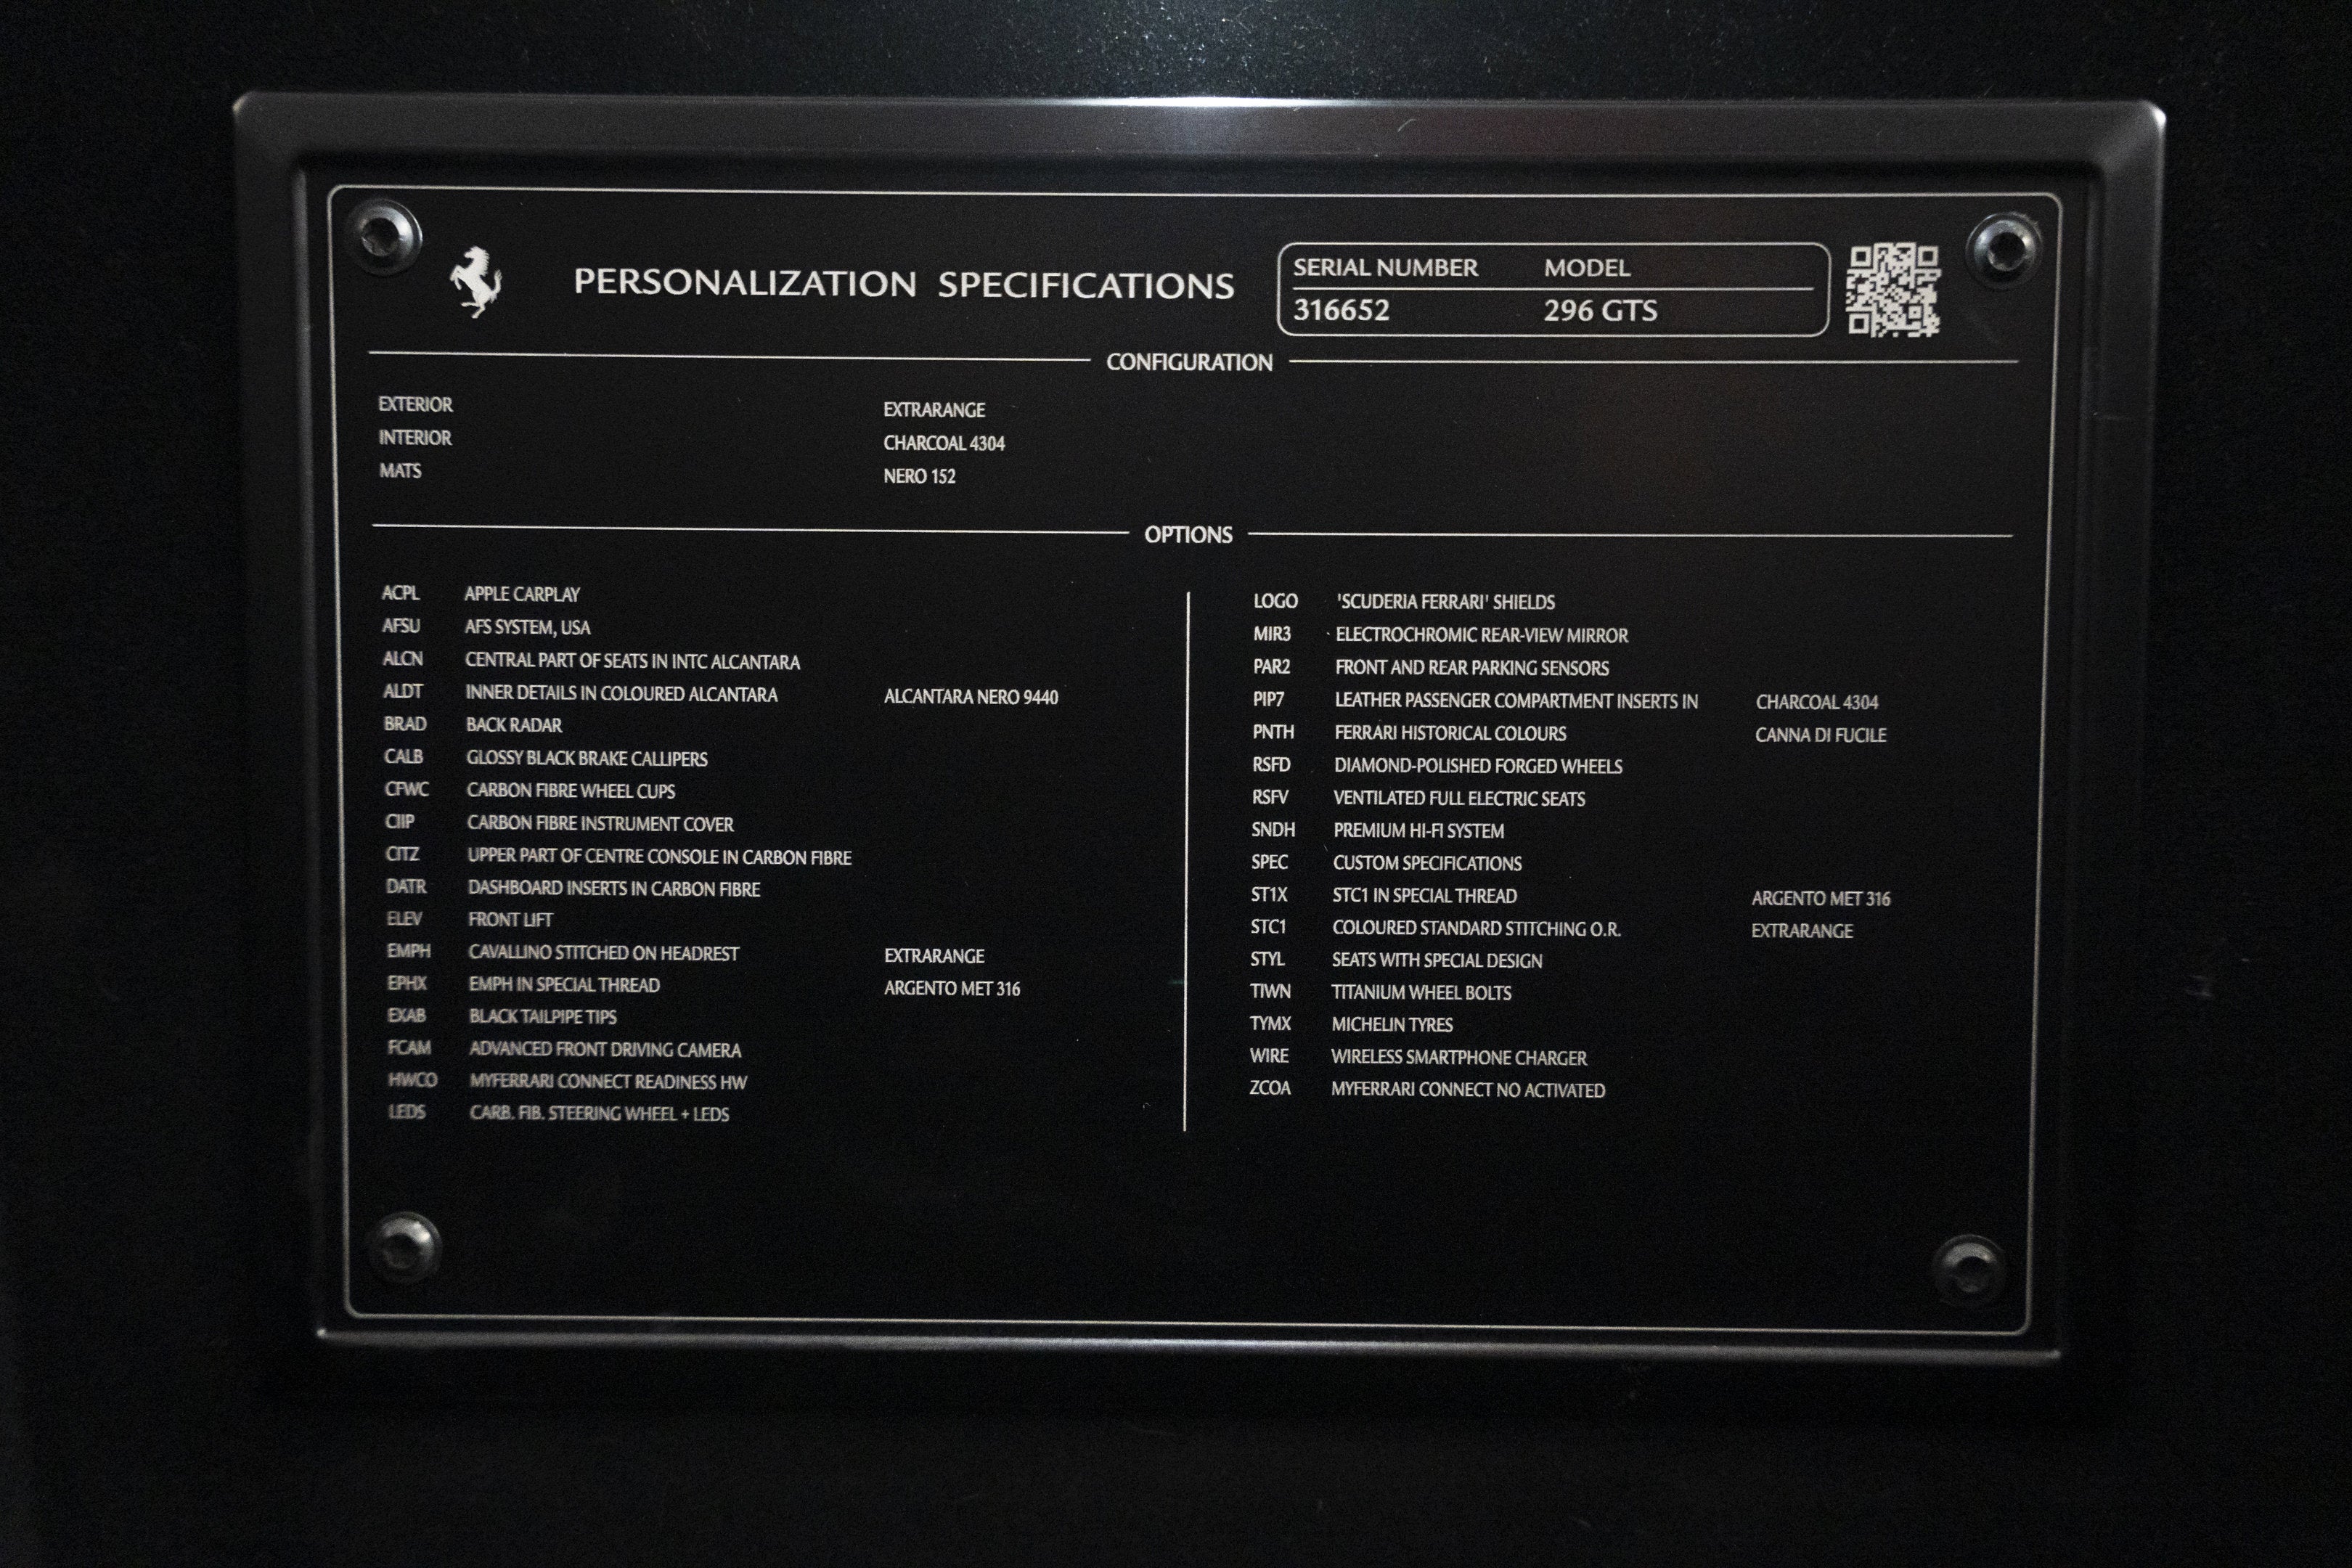 PERSONALIZATION SPECIFICATIONS
SERIAL NUMBER MODEL
316652 296 GTS
CONFIGURATION
EXTERIOR EXTRARANGE
INTERIOR CHARCOAL 4304
MATS NERO 152
OPTIONS
ACPL APPLE CARPLAY
AFSU AFS SYSTEM, USA
ALCN CENTRAL PART OF SEATS IN INTC ALCANTARA
ALDT INNER DETAILS IN COLOURED ALCANTARA ALCANTARA NERO 9440
BRAD BACK RADAR
CALB GLOSSY BLACK BRAKE CALLIPERS
CFWC CARBON FIBRE WHEEL CUPS
CIIP CARBON FIBRE INSTRUMENT COVER
CITZ UPPER PART OF CENTRE CONSOLE IN CARBON FIBRE
DATR DASHBOARD INSERTS IN CARBON FIBRE
ELEV FRONT LIFT
EMPH CAVALLINO STITCHED ON HEADREST EXTRARANGE
EPHX EMPH IN SPECIAL THREAD ARGENTO MET 316
EXAB BLACK TAILPIPE TIPS
FCAM ADVANCED FRONT DRIVING CAMERA
HWCO MYFERRARI CONNECT READINESS HW
LEDS CARB. FIB. STEERING WHEEL + LEDS
LOGO 'SCUDERIA FERRARI' SHIELDS
MIR3 ELECTROCHROMIC REAR-VIEW MIRROR
PAR2 FRONT AND REAR PARKING SENSORS
PIP7 LEATHER PASSENGER COMPARTMENT INSERTS IN CHARCOAL 4304
PNTH FERRARI HISTORICAL COLOURS CANNA DI FUCILE
RSFD DIAMOND-POLISHED FORGED WHEELS
RSFV VENTILATED FULL ELECTRIC SEATS
SNDH PREMIUM HI-FI SYSTEM
SPEC CUSTOM SPECIFICATIONS
ST1X STC1 IN SPECIAL THREAD ARGENTO MET 316
STC1 COLOURED STANDARD STITCHING O.R. EXTRARANGE
STYL SEATS WITH SPECIAL DESIGN
TIWN TITANIUM WHEEL BOLTS
TYMX MICHELIN TYRES
WIRE WIRELESS SMARTPHONE CHARGER
ZCOA MYFERRARI CONNECT NO ACTIVATED